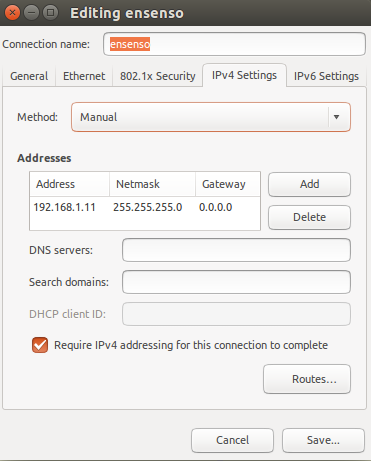 Editing ensenso
Connection name: ensenso
General Ethernet 802.1x Security IPv4 Settings IPv6 Settings
Method: Manual
Addresses
Address Netmask Gateway Add
192.168.1.11 255.255.255.0 0.0.0.0
Delete
DNS servers:
Search domains:
DHCP client ID:
Require IPv4 addressing for this connection to complete
Routes...
Cancel Save...